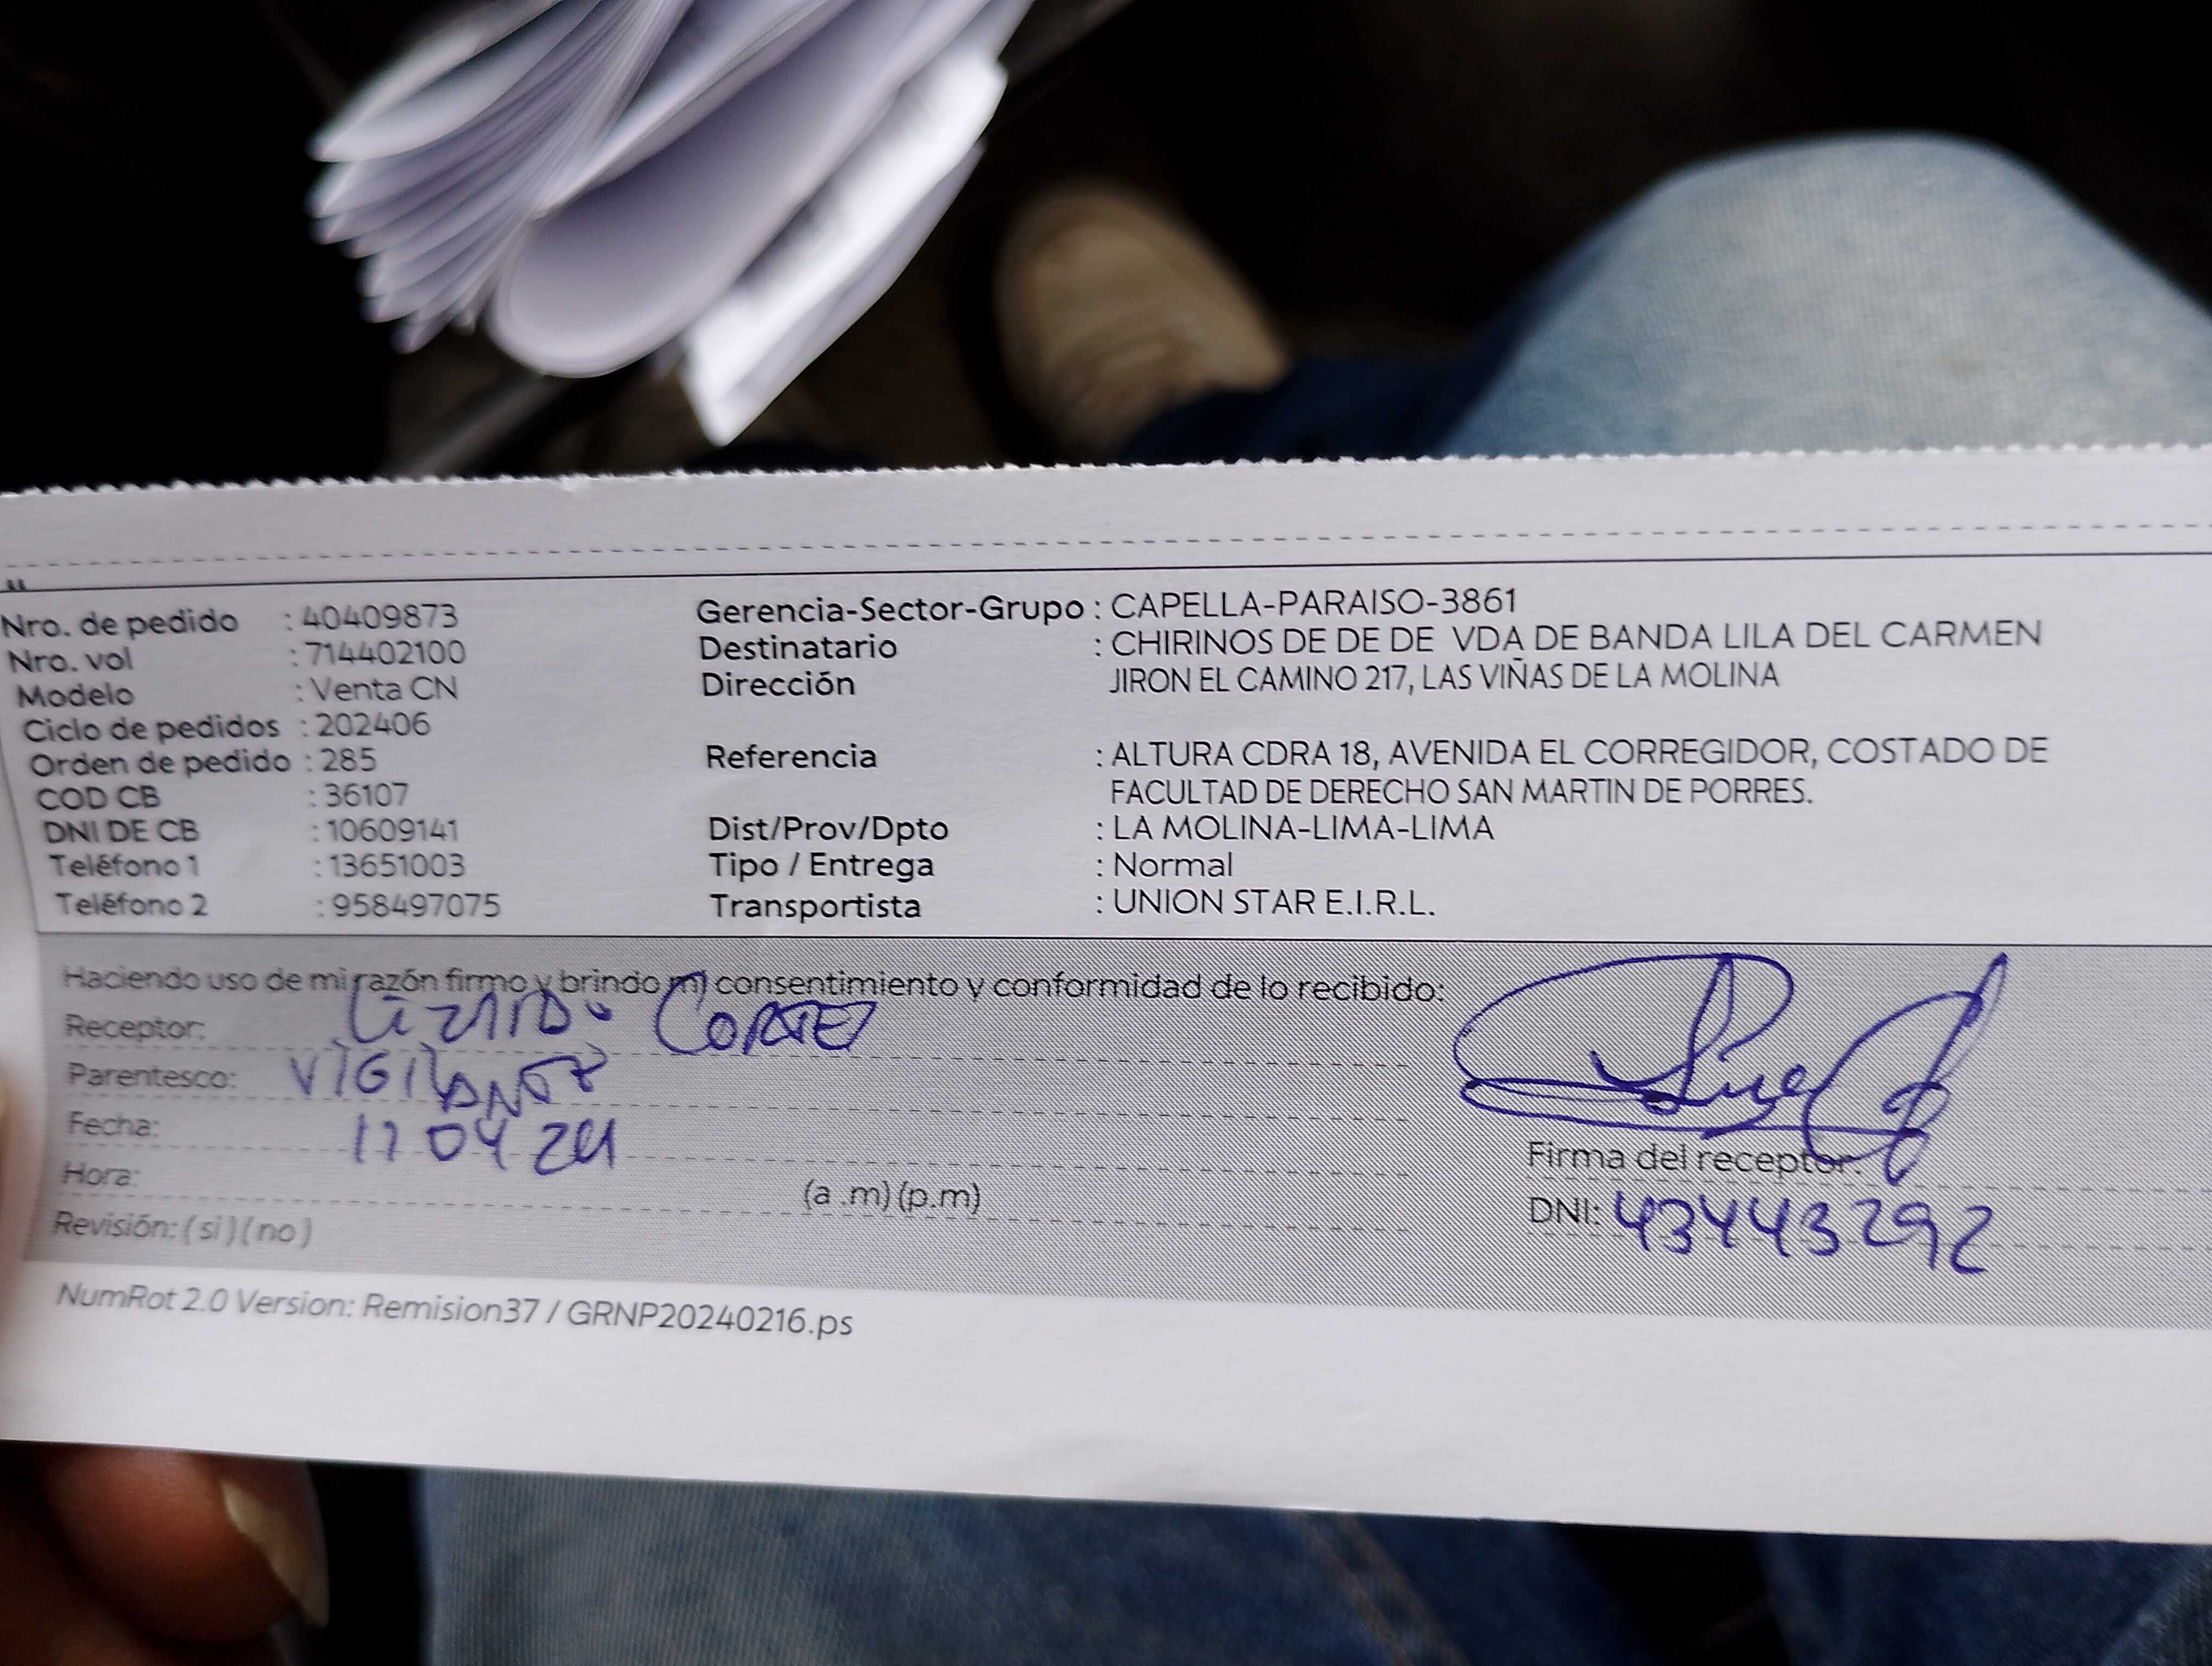 Nro. de pedido : 40409873
Nro. vol : 714402100
Modelo : Venta CN
Ciclo de pedidos : 202406
Orden de pedido : 285
COD CB : 36107
DNI DE CB : 10609141
Teléfono 1 : 13651003
Teléfono 2 : 958497075
Gerencia-Sector-Grupo : CAPELLA-PARAISO-3861
Destinatario : CHIRINOS DE DE DE VDA DE BANDA LILA DEL CARMEN
Dirección JIRON EL CAMINO 217, LAS VIÑAS DE LA MOLINA
Referencia : ALTURA CDRA 18, AVENIDA EL CORREGIDOR, COSTADO DE
FACULTAD DE DERECHO SAN MARTIN DE PORRES.
Dist/Prov/Dpto : LA MOLINA-LIMA-LIMA
Tipo / Entrega : Normal
Transportista : UNION STAR E.I.R.L.
Haciendo uso de mi razón firmo y brindo mi consentimiento y conformidad de lo recibido:
Receptor: CORTEZ
Parentesco: VIGILANTE
Fecha: 17 04 24
Hora: (a .m) (p.m)
Revisión: ( si ) ( no )
Firma del receptor:
DNI: 43443292
NumRot 2.0 Version: Remision37 / GRNP20240216.ps